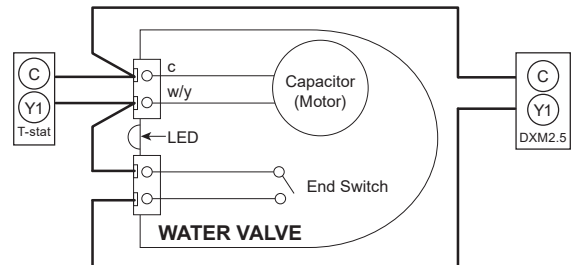 C
Y1
T-stat
c
w/y
Capacitor
(Motor)
LED
End Switch
WATER VALVE
C
Y1
DXM2.5